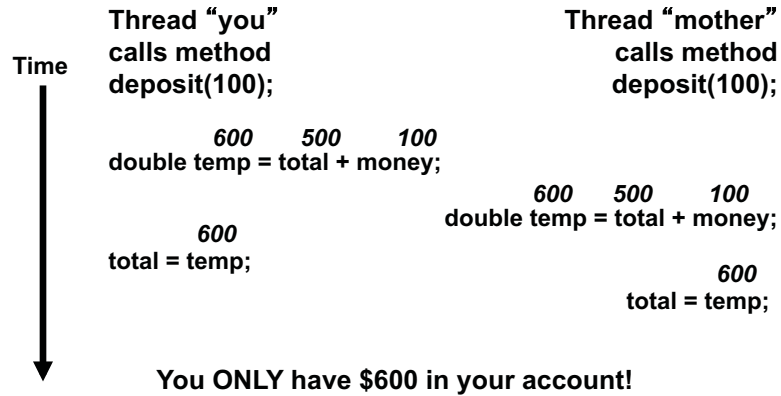 Thread “you”
calls method
deposit(100);
Thread “mother”
calls method
deposit(100);
Time
600 500 100
double temp = total + money;
600 500 100
double temp = total + money;
600
total = temp;
600
total = temp;
You ONLY have $600 in your account!